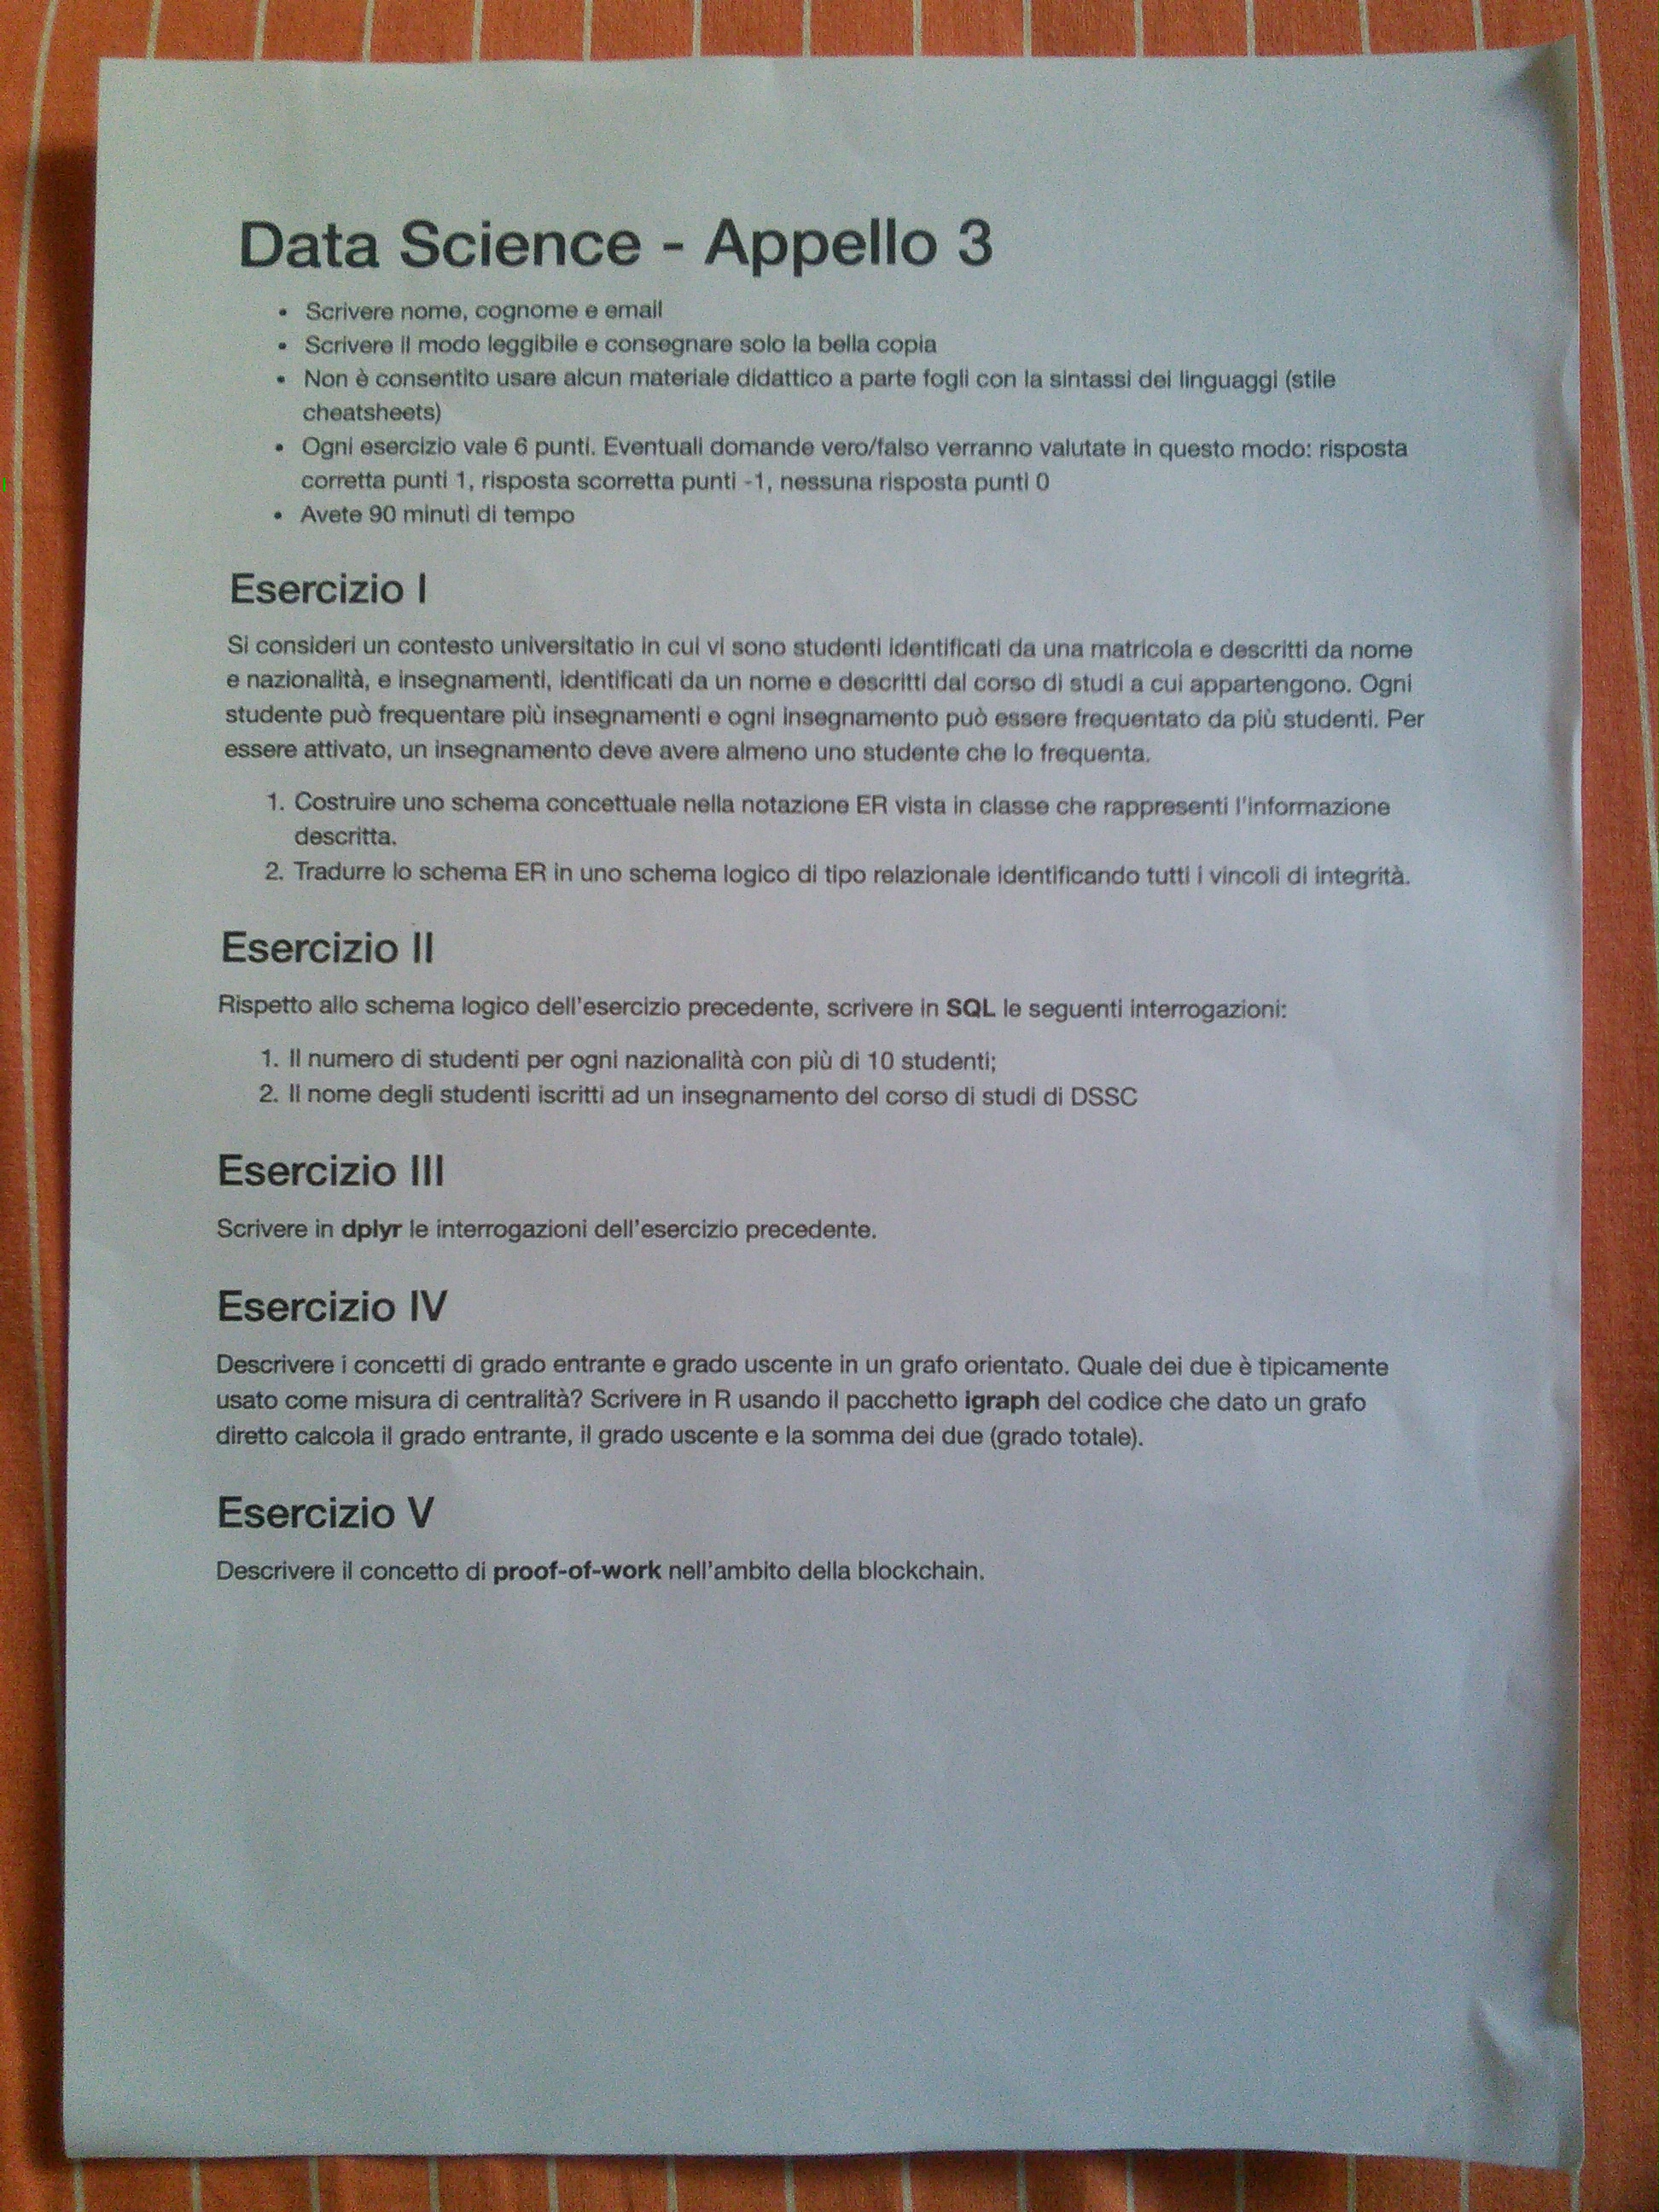 Data Science - Appello 3
• Scrivere nome, cognome e email
• Scrivere il modo leggibile e consegnare solo la bella copia
• Non è consentito usare alcun materiale didattico a parte fogli con la sintassi dei linguaggi (stile
cheatsheets)
• Ogni esercizio vale 6 punti. Eventuali domande vero/falso verranno valutate in questo modo: risposta
corretta punti 1, risposta scorretta punti -1, nessuna risposta punti 0
• Avete 90 minuti di tempo
Esercizio I
Si consideri un contesto universitatio in cui vi sono studenti identificati da una matricola e descritti da nome
e nazionalità, e insegnamenti, identificati da un nome e descritti dal corso di studi a cui appartengono. Ogni
studente può frequentare più insegnamenti e ogni insegnamento può essere frequentato da più studenti. Per
essere attivato, un insegnamento deve avere almeno uno studente che lo frequenta.
1. Costruire uno schema concettuale nella notazione ER vista in classe che rappresenti l'informazione
descritta.
2. Tradurre lo schema ER in uno schema logico di tipo relazionale identificando tutti i vincoli di integrità.
Esercizio II
Rispetto allo schema logico dell'esercizio precedente, scrivere in SQL le seguenti interrogazioni:
1. Il numero di studenti per ogni nazionalità con più di 10 studenti;
2. Il nome degli studenti iscritti ad un insegnamento del corso di studi di DSSC
Esercizio III
Scrivere in dplyr le interrogazioni dell'esercizio precedente.
Esercizio IV
Descrivere i concetti di grado entrante e grado uscente in un grafo orientato. Quale dei due è tipicamente
usato come misura di centralità? Scrivere in R usando il pacchetto igraph del codice che dato un grafo
diretto calcola il grado entrante, il grado uscente e la somma dei due (grado totale).
Esercizio V
Descrivere il concetto di proof-of-work nell'ambito della blockchain.